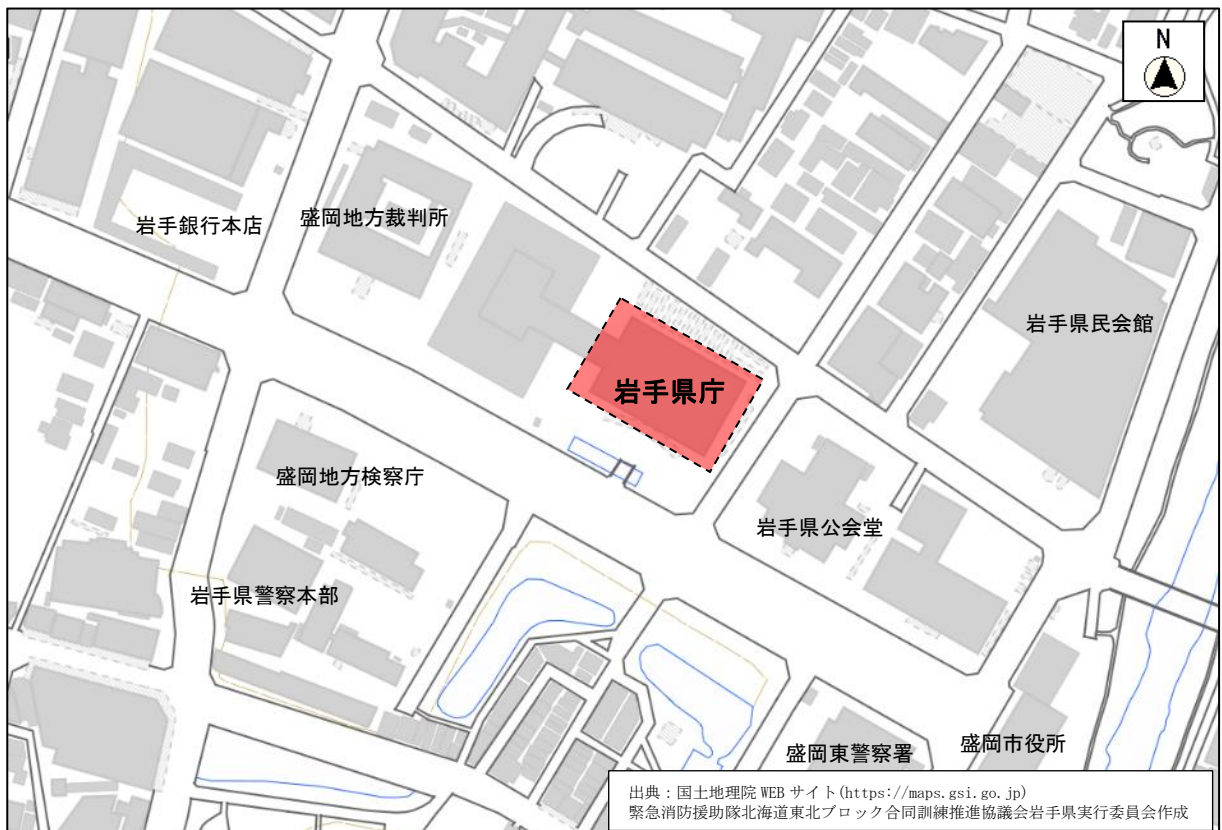 N
岩手銀行本店
盛岡地方裁判所
岩手県民会館
岩手県庁
盛岡地方検察庁
岩手県公会堂
岩手県警察本部
盛岡東警察署
盛岡市役所
出典：国土地理院 WEB サイト(https://maps.gsi.go.jp)
緊急消防援助隊北海道東北ブロック合同訓練推進協議会岩手県実行委員会作成